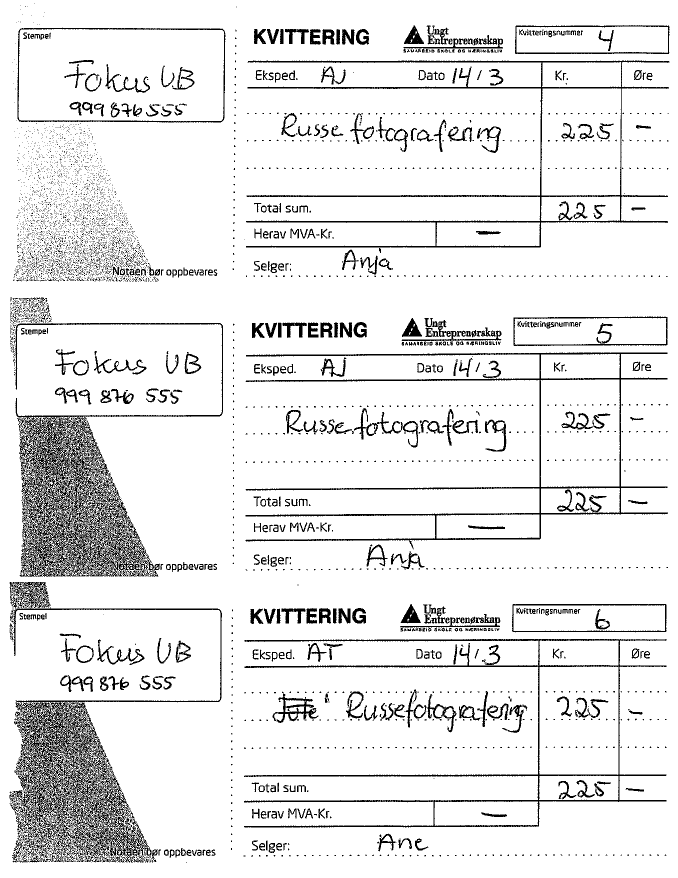 Stempel
Fokus UB
999 876 555
Notaen bør oppbevares
KVITTERING
Ungt Entreprenørskap
SAMARBEID SKOLE OG NÆRINGSLIV
Kvitteringsnummer 4
Eksped. AJ Dato 14/3 Kr. Øre
Russefotografering 225 —
Total sum. 225 —
Herav MVA-Kr. —
Selger: Anja
Stempel
Fokus UB
999 876 555
Notaen bør oppbevares
KVITTERING
Ungt Entreprenørskap
SAMARBEID SKOLE OG NÆRINGSLIV
Kvitteringsnummer 5
Eksped. AJ Dato 14/3 Kr. Øre
Russefotografering 225 —
Total sum. 225 —
Herav MVA-Kr. —
Selger: Anja
Stempel
Fokus UB
999 876 555
Notaen bør oppbevares
KVITTERING
Ungt Entreprenørskap
SAMARBEID SKOLE OG NÆRINGSLIV
Kvitteringsnummer 6
Eksped. AT Dato 14/3 Kr. Øre
Russefotografering 225 —
Total sum. 225 —
Herav MVA-Kr. —
Selger: Ane